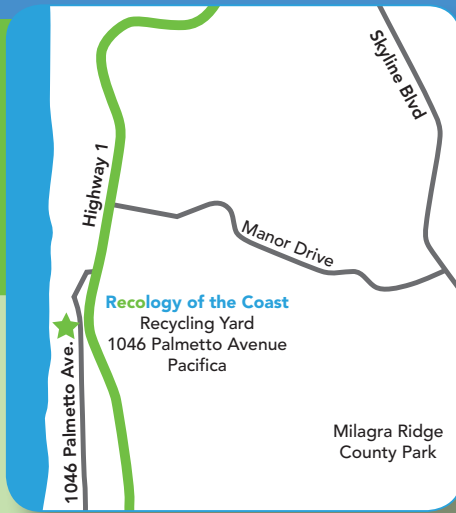 Skyline Blvd
Highway 1
Manor Drive
Recology of the Coast
Recycling Yard
1046 Palmetto Avenue
Pacifica
1046 Palmetto Ave.
Milagra Ridge
County Park